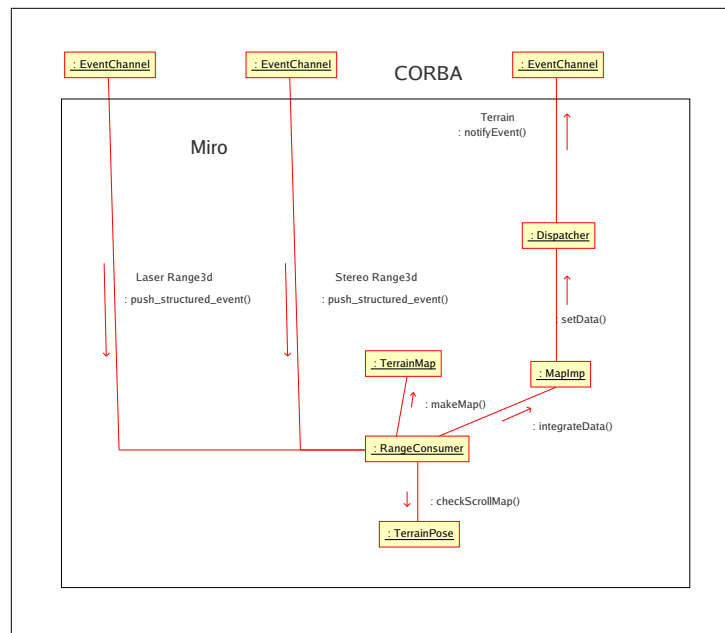 : EventChannel
: EventChannel
CORBA
: EventChannel
Terrain
: notifyEvent()
Miro
: Dispatcher
Laser Range3d
: push_structured_event()
Stereo Range3d
: push_structured_event()
: setData()
: TerrainMap
: MapImp
: makeMap()
: integrateData()
: RangeConsumer
: checkScrollMap()
: TerrainPose